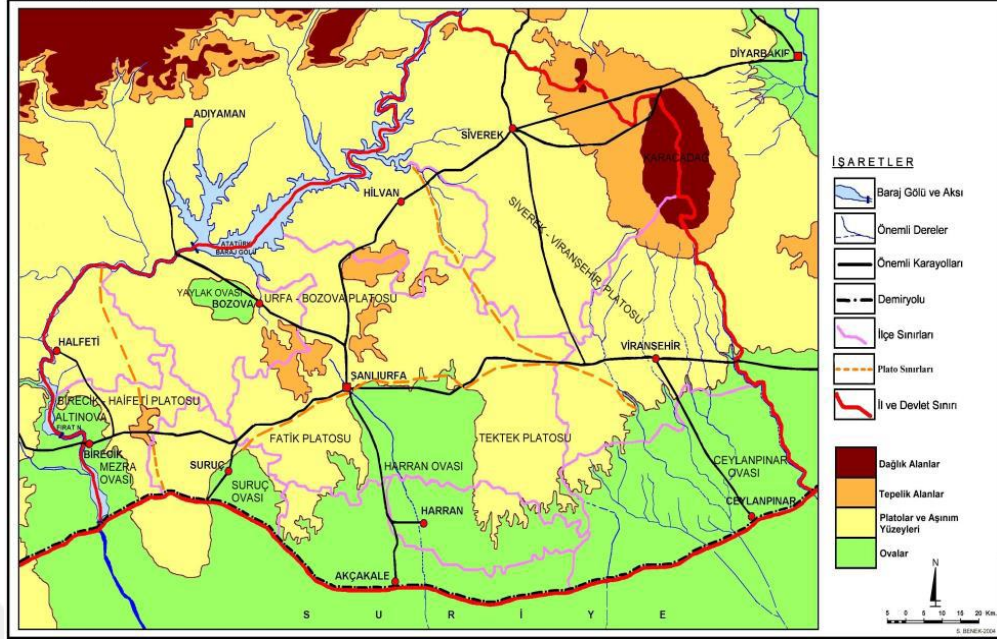 DİYARBAKIR
ADIYAMAN
SİVEREK
KARACADAĞ
HİLVAN
SİVEREK - VİRANŞEHİR PLATOSU
ATATÜRK
BARAJ GÖLÜ
YAYLAK OVASI
BOZOVA
URFA - BOZOVA PLATOSU
HALFETİ
VİRANŞEHİR
ŞANLIURFA
BİRECİK - HALFETİ PLATOSU
ALTINOVA
FIRAT N.
BİRECİK
MEZRA
OVASI
SURUÇ
SURUÇ
OVASI
FATİK PLATOSU
HARRAN OVASI
TEKTEK PLATOSU
CEYLANPINAR
OVASI
CEYLANPINAR
HARRAN
AKÇAKALE
S U R İ Y E
İŞARETLER
Baraj Gölü ve Aksı
Önemli Dereler
Önemli Karayolları
Demiryolu
İlçe Sınırları
Plato Sınırları
İl ve Devlet Sınırı
Dağlık Alanlar
Tepelik Alanlar
Platolar ve Aşınım
Yüzeyleri
Ovalar
N
5 0 5 10 15 20 Km.
S. BENEK-2004